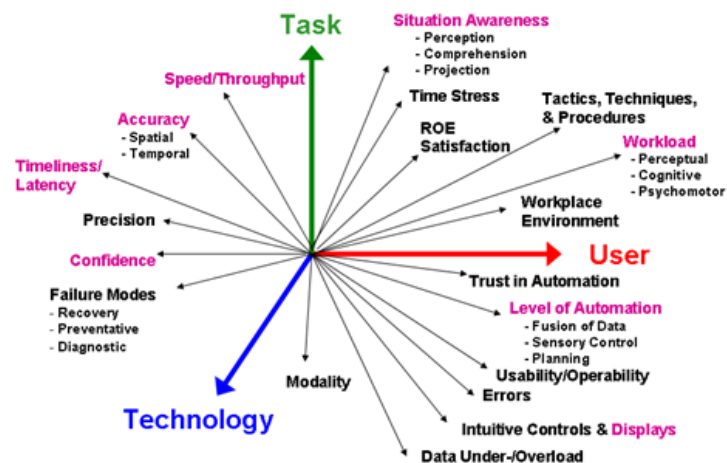 Task
Situation Awareness
- Perception
- Comprehension
- Projection
Speed/Throughput
Time Stress
Tactics, Techniques,
& Procedures
Accuracy
- Spatial
- Temporal
ROE
Satisfaction
Workload
- Perceptual
- Cognitive
- Psychomotor
Timeliness/
Latency
Precision
Workplace
Environment
Confidence
User
Trust in Automation
Failure Modes
- Recovery
- Preventative
- Diagnostic
Level of Automation
- Fusion of Data
- Sensory Control
- Planning
Modality
Usability/Operability
Errors
Technology
Intuitive Controls & Displays
Data Under-/Overload